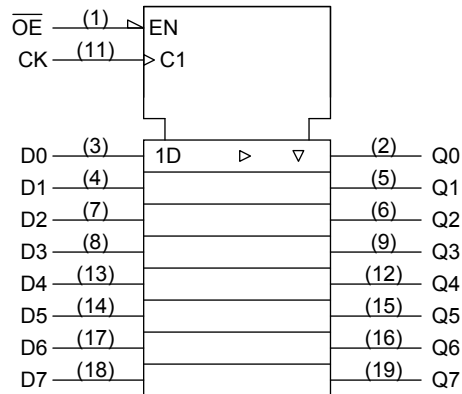 O̅E̅ (1) EN
CK (11) C1
D0 (3) 1D (2) Q0
D1 (4) (5) Q1
D2 (7) (6) Q2
D3 (8) (9) Q3
D4 (13) (12) Q4
D5 (14) (15) Q5
D6 (17) (16) Q6
D7 (18) (19) Q7